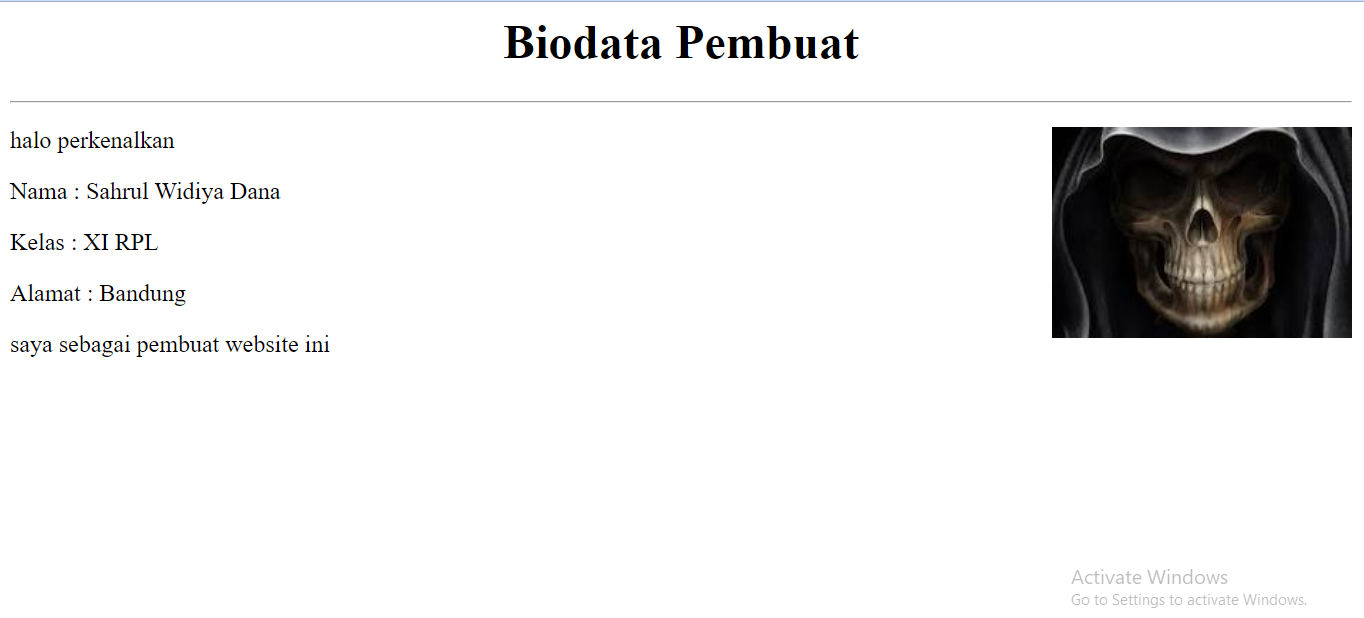 Biodata Pembuat
halo perkenalkan
Nama : Sahrul Widiya Dana
Kelas : XI RPL
Alamat : Bandung
saya sebagai pembuat website ini
Activate Windows
Go to Settings to activate Windows.